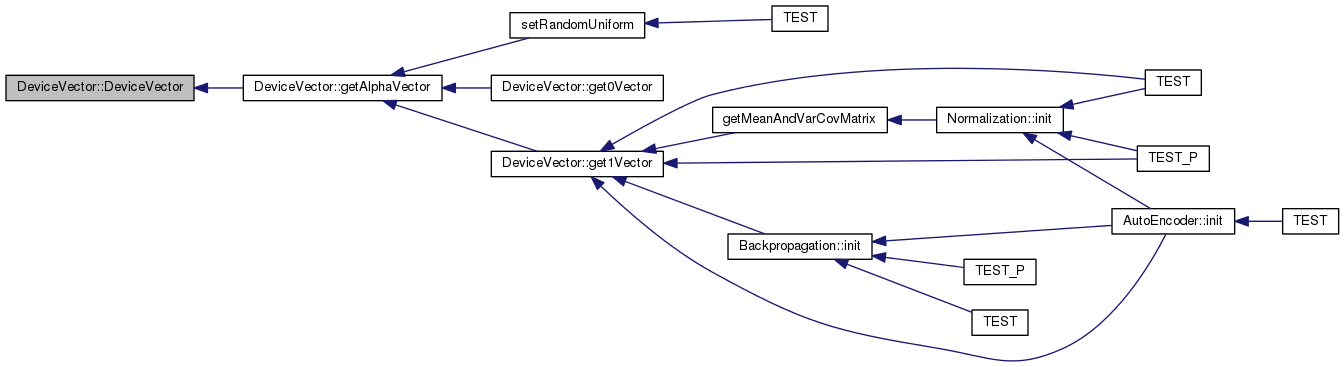 setRandomUniform
TEST
DeviceVector::DeviceVector
DeviceVector::getAlphaVector
DeviceVector::get0Vector
TEST
getMeanAndVarCovMatrix
Normalization::init
DeviceVector::get1Vector
TEST_P
AutoEncoder::init
TEST
Backpropagation::init
TEST_P
TEST